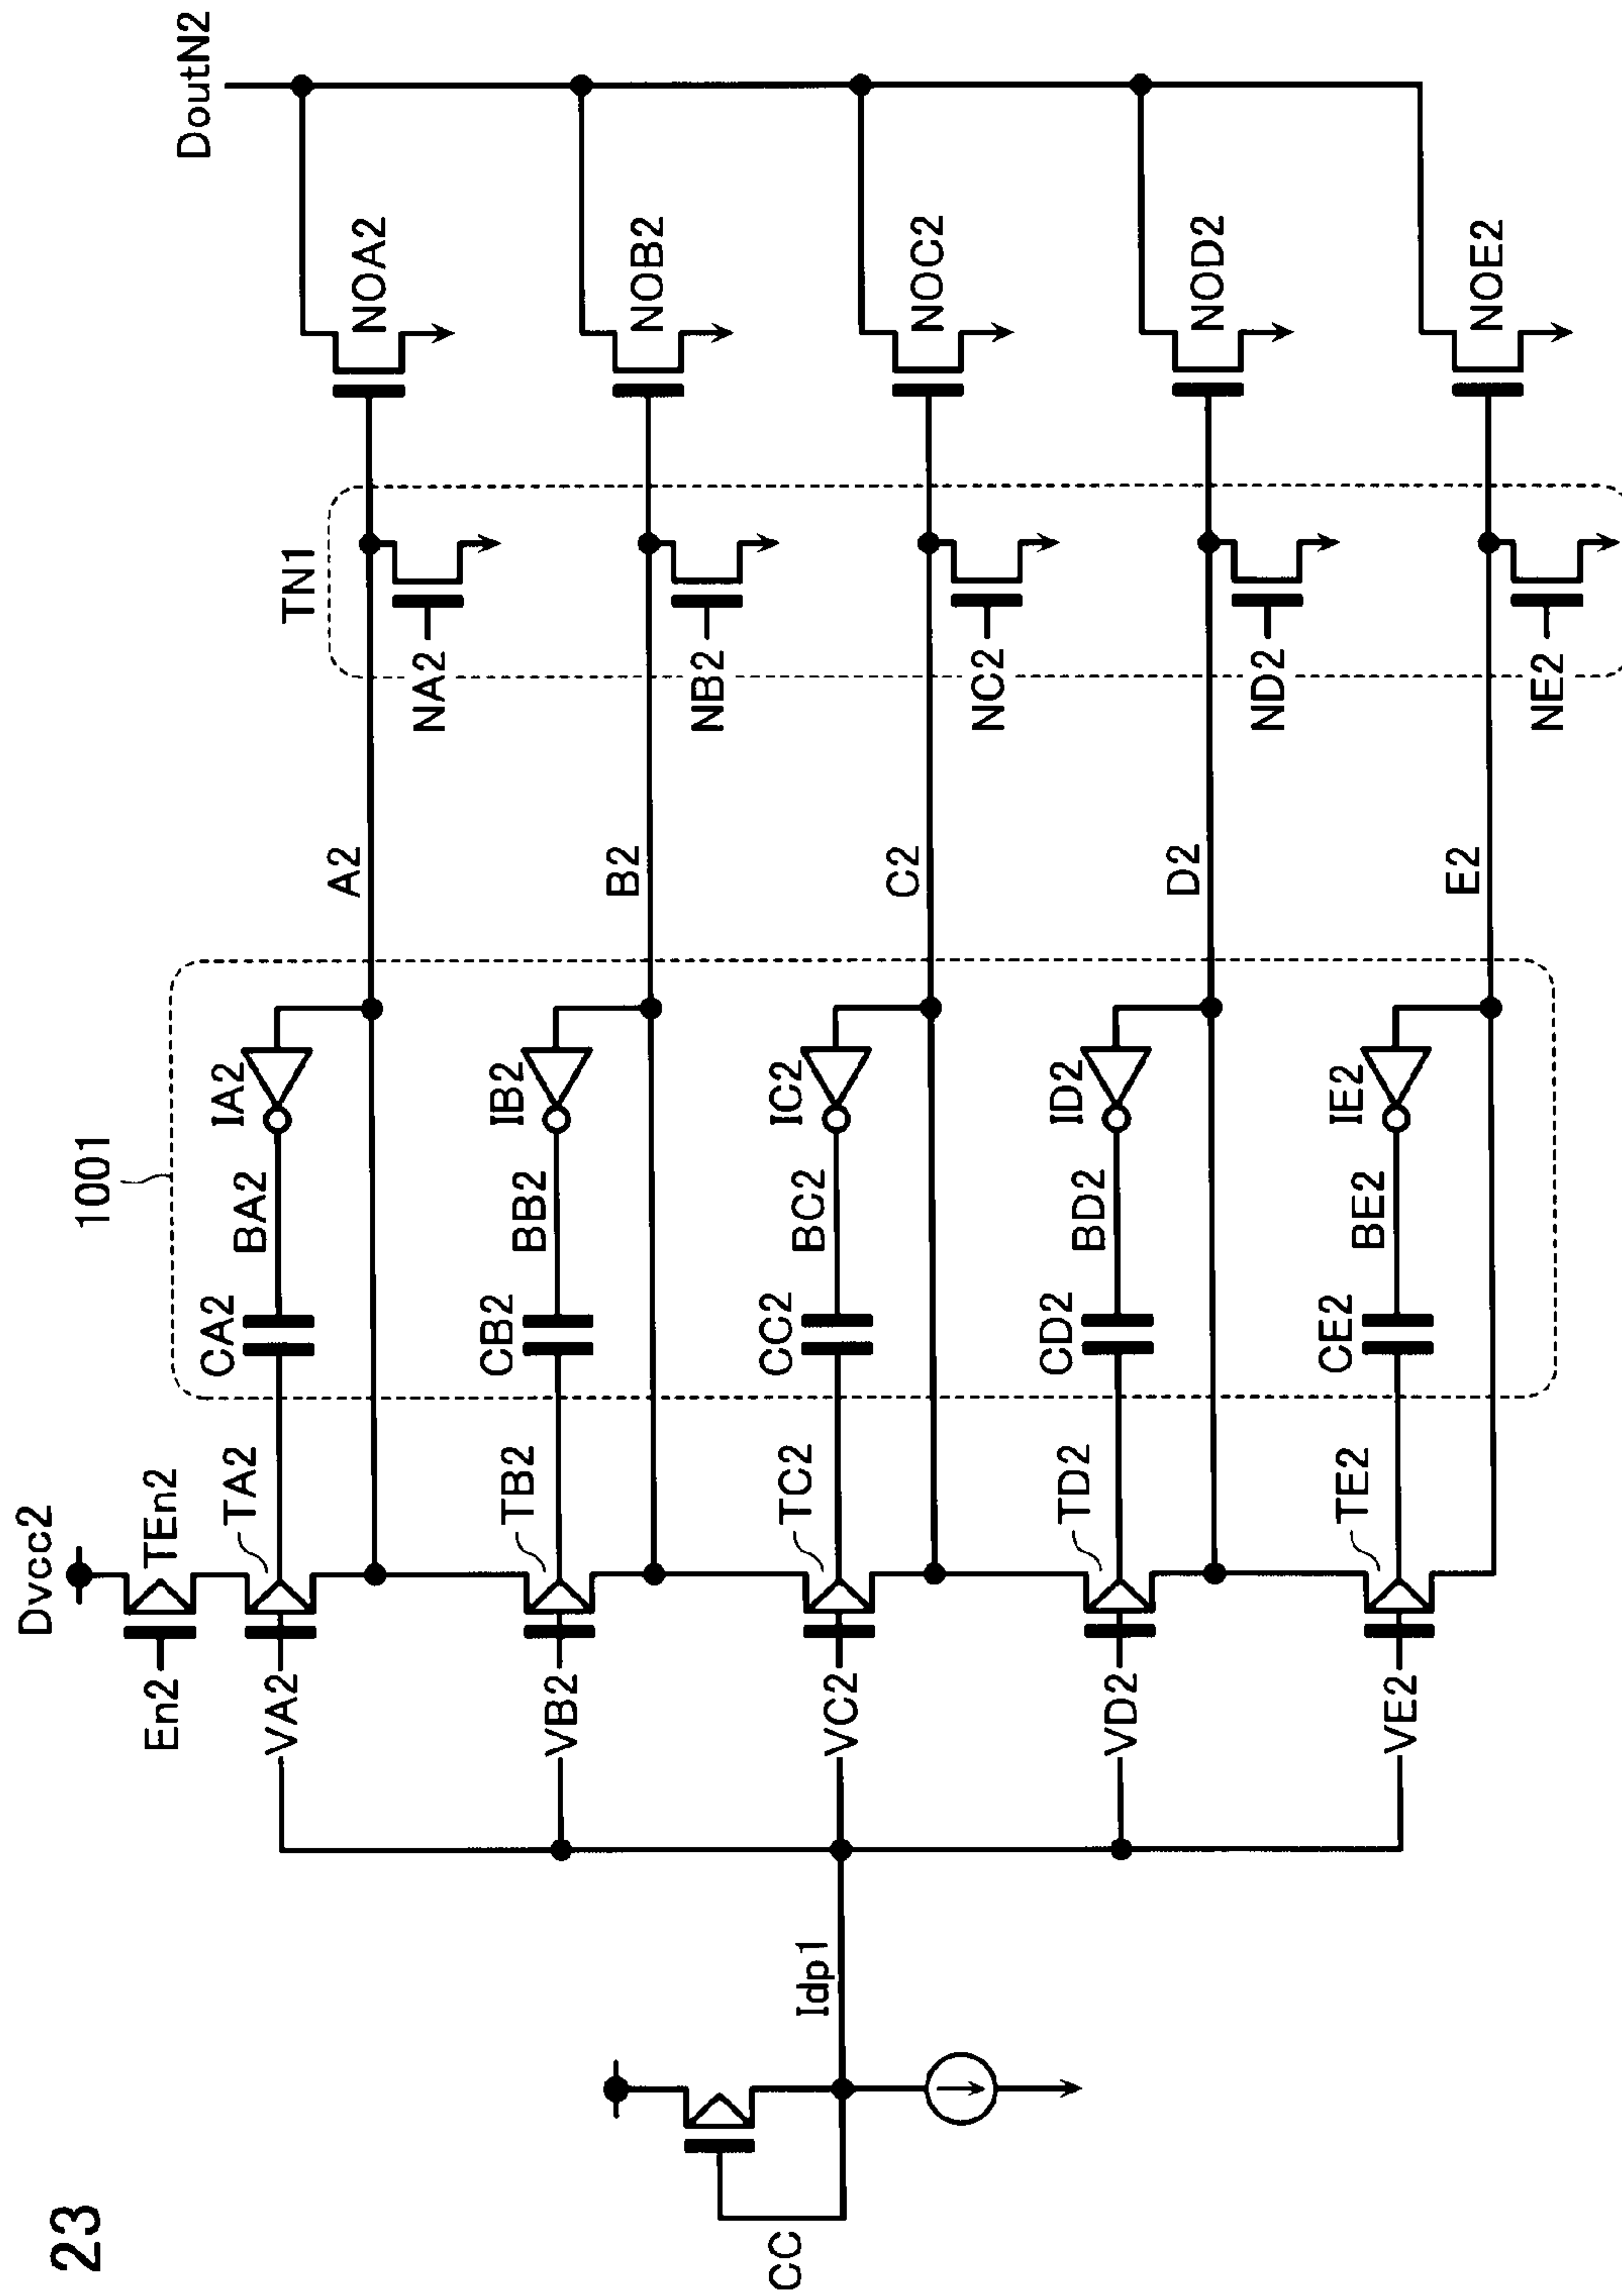 23
Dvcc2
En2
TEn2
VA2
TA2
CA2
BA2
IA2
A2
NA2
NOA2
DoutN2
1001
TN1
VB2
TB2
CB2
BB2
IB2
B2
NB2
NOB2
CC
Idp1
VC2
TC2
CC2
BC2
IC2
C2
NC2
NOC2
VD2
TD2
CD2
BD2
ID2
D2
ND2
NOD2
VE2
TE2
CE2
BE2
IE2
E2
NE2
NOE2